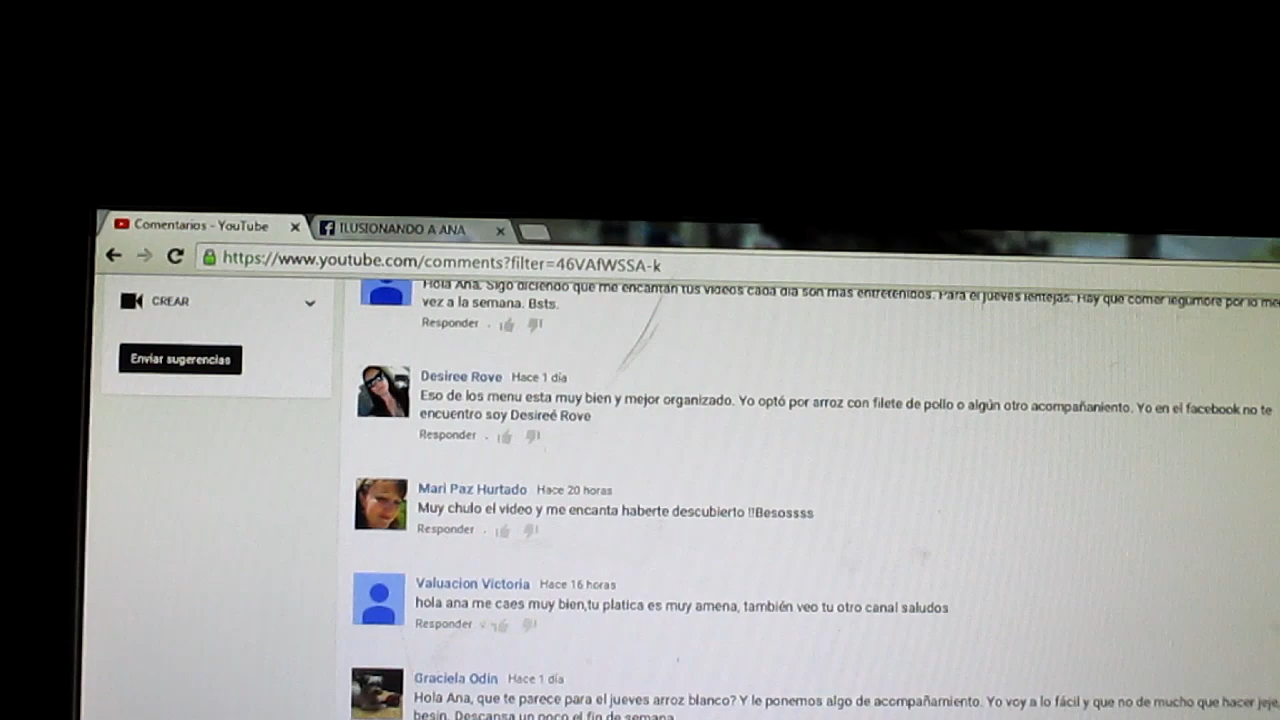 Comentarios - YouTube
ILUSIONANDO A ANA
https://www.youtube.com/comments?filter=46VAfWSSA-k
CREAR
Enviar sugerencias
Hola Ana. Sigo diciendo que me encantan tus videos cada dia son mas entretenidos. Para el jueves lentejas. Hay que comer legumbre por lo
vez a la semana. Bsts.
Responder
Desiree Rove Hace 1 día
Eso de los menu esta muy bien y mejor organizado. Yo optó por arroz con filete de pollo o algún otro acompañaniento. Yo en el facebook no te
encuentro soy Desireé Rove
Responder
Mari Paz Hurtado Hace 20 horas
Muy chulo el video y me encanta haberte descubierto !!Besossss
Responder
Valuacion Victoria Hace 16 horas
hola ana me caes muy bien,tu platica es muy amena, también veo tu otro canal saludos
Responder
Graciela Odin Hace 1 día
Hola Ana, que te parece para el jueves arroz blanco? Y le ponemos algo de acompañamiento. Yo voy a lo fácil y que no de mucho que hacer jeje,
besin. Descansa un poco el fin de semana